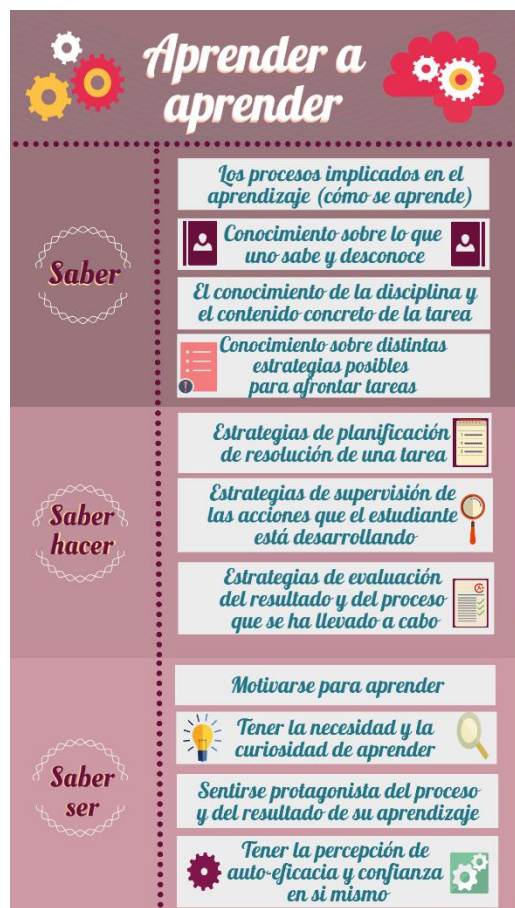 Aprender a
aprender
Saber
Los procesos implicados en el
aprendizaje (cómo se aprende)
Conocimiento sobre lo que
uno sabe y desconoce
El conocimiento de la disciplina y
el contenido concreto de la tarea
Conocimiento sobre distintas
estrategias posibles
para afrontar tareas
Saber
hacer
Estrategias de planificación
de resolución de una tarea
Estrategias de supervisión de
las acciones que el estudiante
está desarrollando
Estrategias de evaluación
del resultado y del proceso
que se ha llevado a cabo
Saber
ser
Motivarse para aprender
Tener la necesidad y la
curiosidad de aprender
Sentirse protagonista del proceso
y del resultado de su aprendizaje
Tener la percepción de
auto-eficacia y confianza
en si mismo